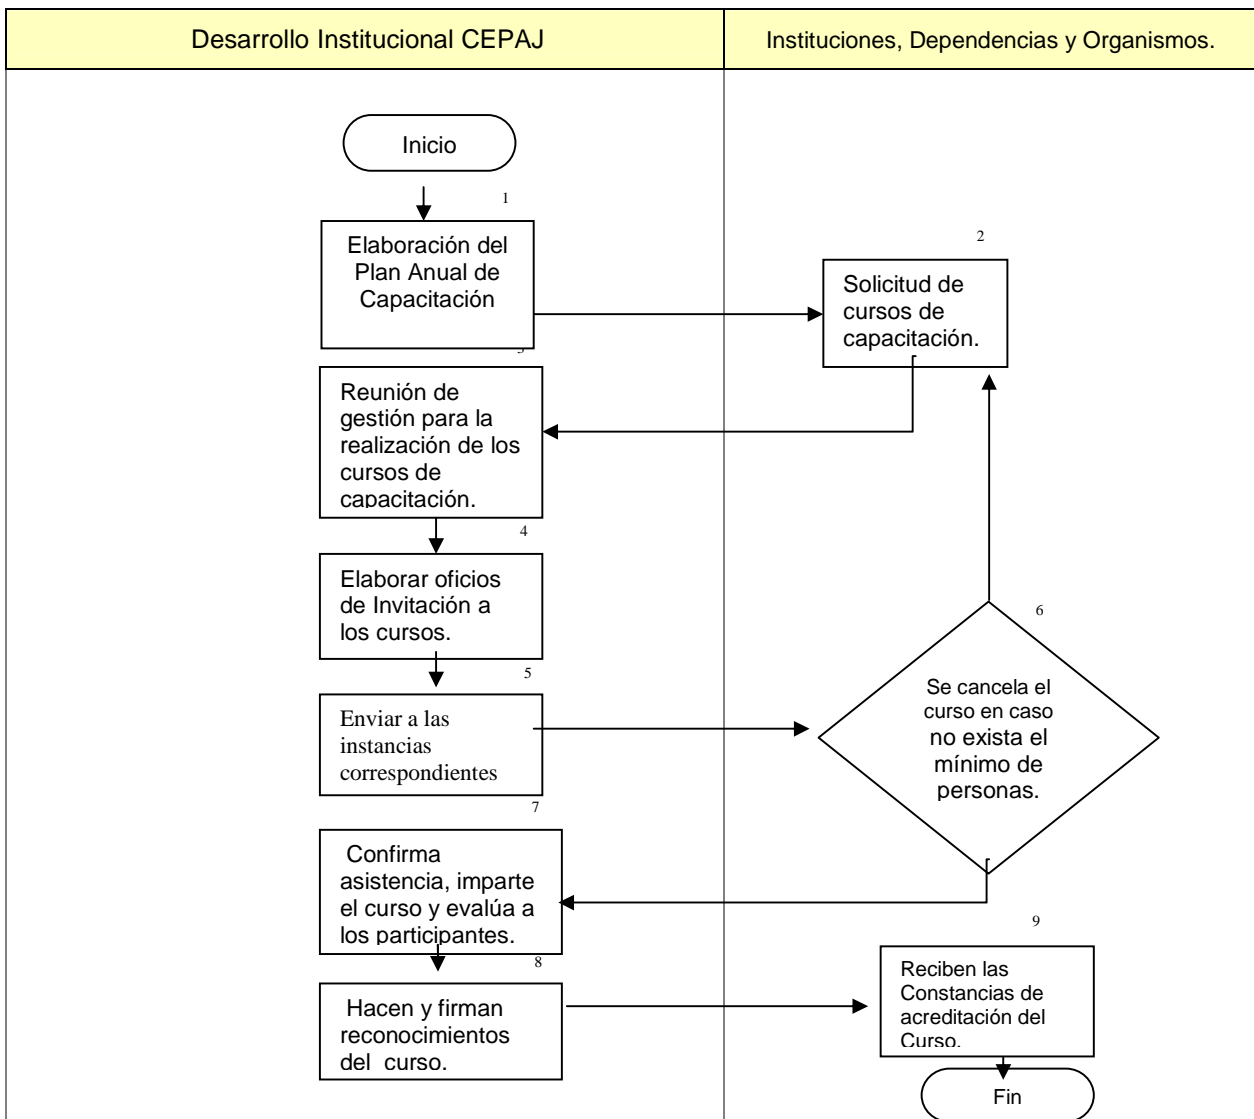 Desarrollo Institucional CEPAJ
Instituciones, Dependencias y Organismos.
Inicio
1
Elaboración del
Plan Anual de
Capacitación
2
Solicitud de
cursos de
capacitación.
Reunión de
gestión para la
realización de los
cursos de
capacitación.
4
Elaborar oficios
de Invitación a
los cursos.
5
Enviar a las
instancias
correspondientes
6
Se cancela el
curso en caso
no exista el
mínimo de
personas.
7
Confirma
asistencia, imparte
el curso y evalúa a
los participantes.
8
Hacen y firman
reconocimientos
del curso.
9
Reciben las
Constancias de
acreditación del
Curso.
Fin